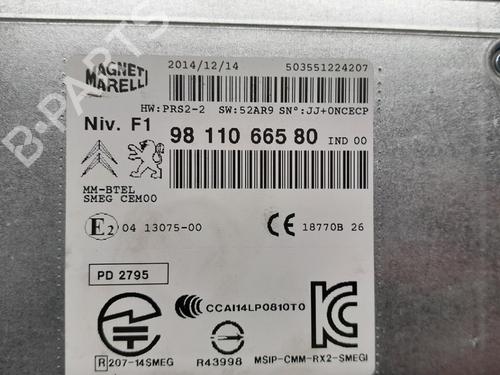 MAGNETI
MARELLI
2014/12/14
503551224207
HW:PRS2-2 SW:52AR9 SN°:JJ+0NCECP
Niv. F1
98 110 665 80 IND 00
MM-BTEL
SMEG CEM00
E2 04 13075-00
CE 18770B 26
PD 2795
CCAI14LP0810T0
R 207-14SMEG
R43998
MSIP-CMM-RX2-SMEGI
B-PARTS